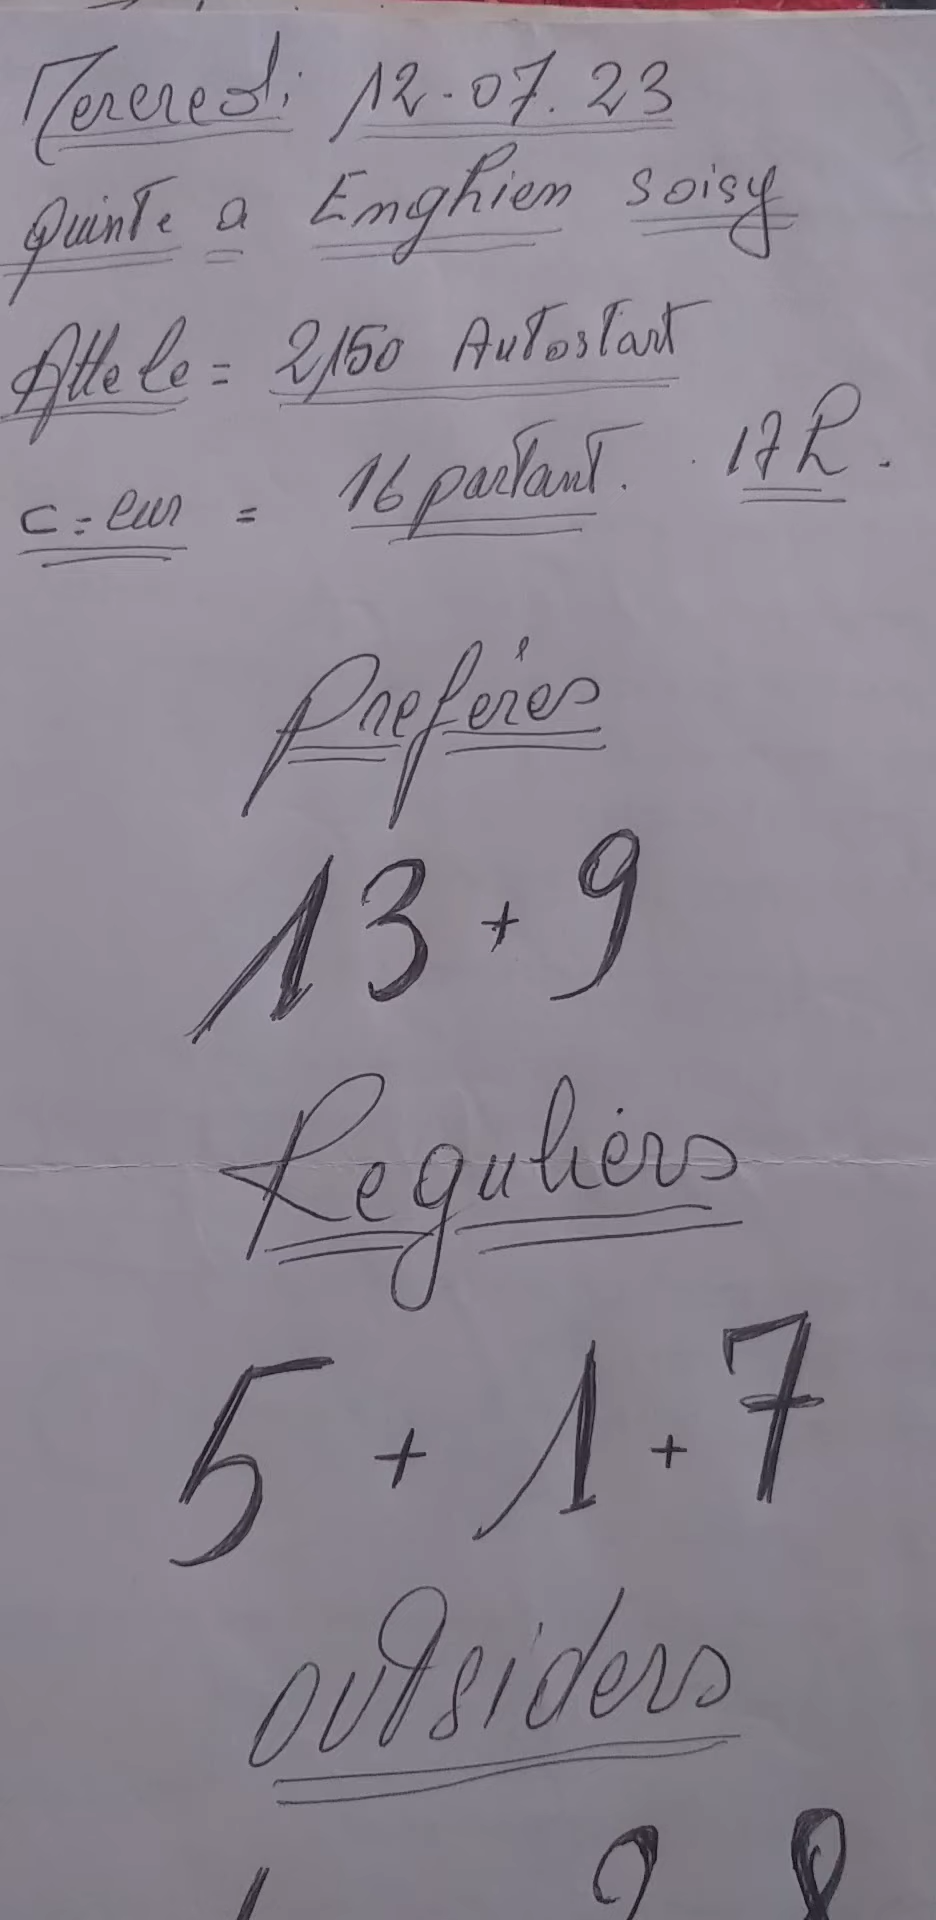 Mercredi 12-07.23
Quinte a Enghien soisy
Attele = 2150 Autostart
c = eur = 16 partant. 17h.
Preferés
13 + 9
Reguliers
5 + 1 + 7
outsiders